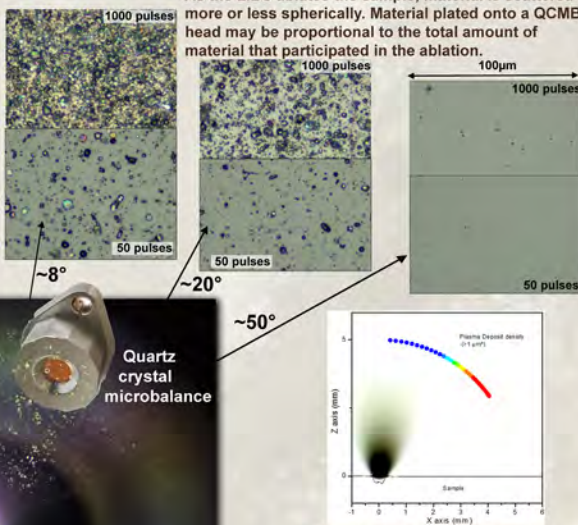 more or less spherically. Material plated onto a QCMB
head may be proportional to the total amount of
material that participated in the ablation.
1000 pulses
1000 pulses
100µm
1000 pulses
50 pulses
50 pulses
50 pulses
~8°
~20°
~50°
Quartz
crystal
microbalance
Plasma Deposit density
Z axis (mm)
5
0
Sample
-1 0 1 2 3 4 5 6
X axis (mm)